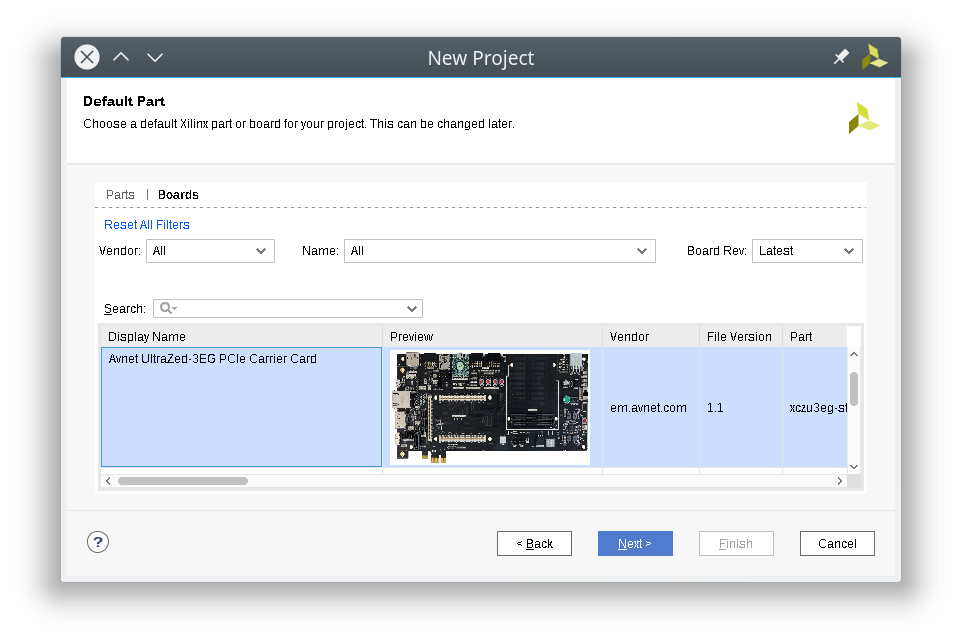 New Project
Default Part
Choose a default Xilinx part or board for your project. This can be changed later.
Parts | Boards
Reset All Filters
Vendor: All Name: All Board Rev: Latest
Search:
Display Name Preview Vendor File Version Part
Avnet UltraZed-3EG PCIe Carrier Card
em.avnet.com 1.1 xczu3eg-sf
? < Back Next > Finish Cancel